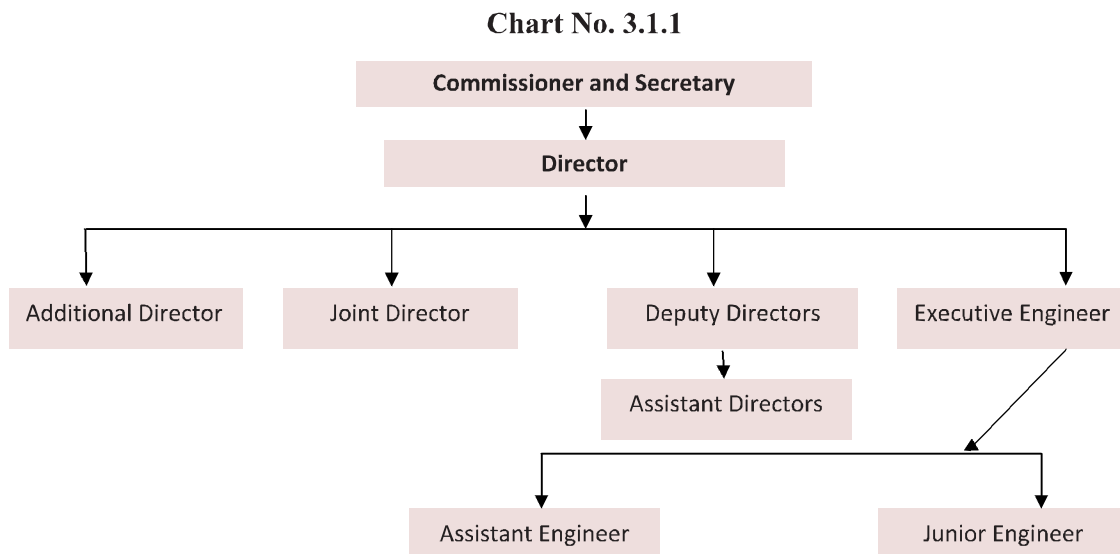 Chart No. 3.1.1
Commissioner and Secretary
Director
Additional Director
Joint Director
Deputy Directors
Executive Engineer
Assistant Directors
Assistant Engineer
Junior Engineer